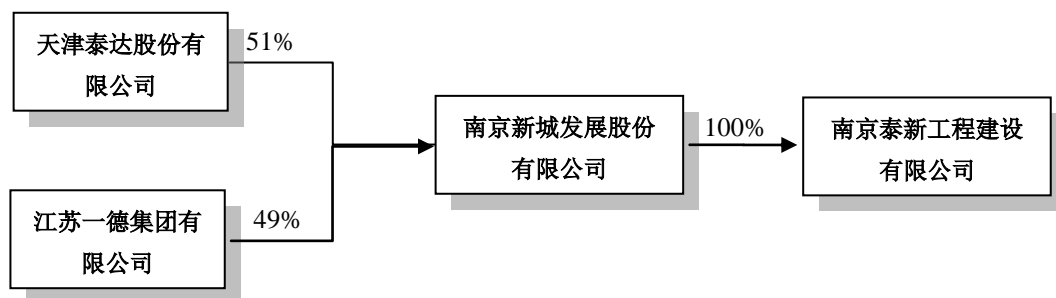 天津泰达股份有
限公司
51%
江苏一德集团有
限公司
49%
南京新城发展股份
有限公司
100%
南京泰新工程建设
有限公司